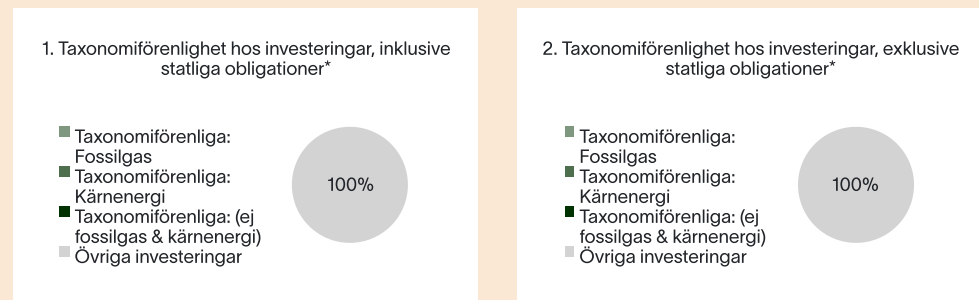 1. Taxonomiförenlighet hos investeringar, inklusive
statliga obligationer*
Taxonomiförenliga:
Fossilgas
Taxonomiförenliga:
Kärnenergi
Taxonomiförenliga: (ej
fossilgas & kärnenergi)
Övriga investeringar
100%
2. Taxonomiförenlighet hos investeringar, exklusive
statliga obligationer*
Taxonomiförenliga:
Fossilgas
Taxonomiförenliga:
Kärnenergi
Taxonomiförenliga: (ej
fossilgas & kärnenergi)
Övriga investeringar
100%